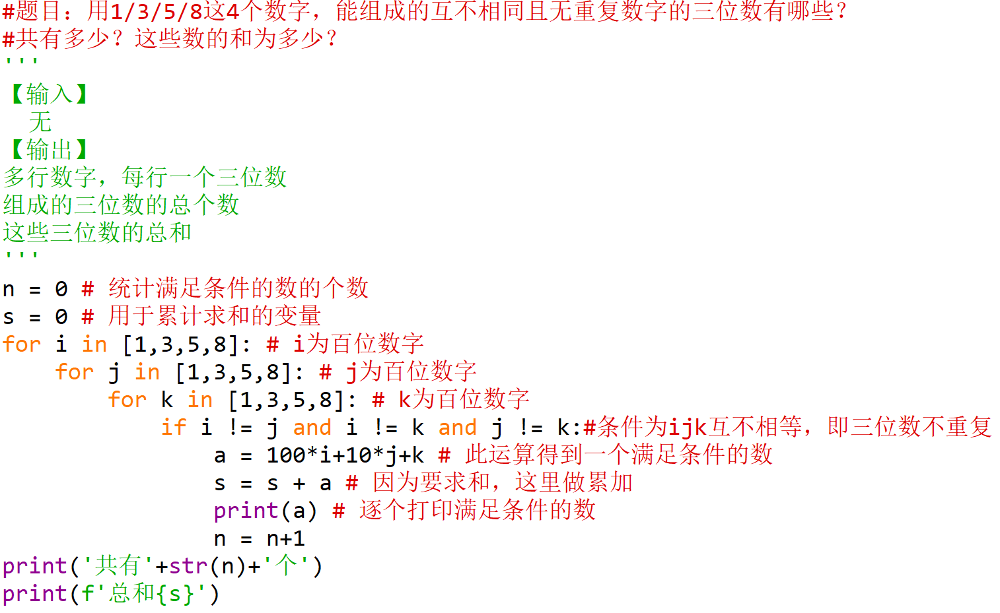 #题目：用1/3/5/8这4个数字，能组成的互不相同且无重复数字的三位数有哪些？
#共有多少？这些数的和为多少？
'''
【输入】
  无
【输出】
多行数字，每行一个三位数
组成的三位数的总个数
这些三位数的总和
'''
n = 0 # 统计满足条件的数的个数
s = 0 # 用于累计求和的变量
for i in [1,3,5,8]: # i为百位数字
    for j in [1,3,5,8]: # j为百位数字
        for k in [1,3,5,8]: # k为百位数字
            if i != j and i != k and j != k:#条件为ijk互不相等，即三位数不重复
                a = 100*i+10*j+k # 此运算得到一个满足条件的数
                s = s + a # 因为要求和，这里做累加
                print(a) # 逐个打印满足条件的数
                n = n+1
print('共有'+str(n)+'个')
print(f'总和{s}')